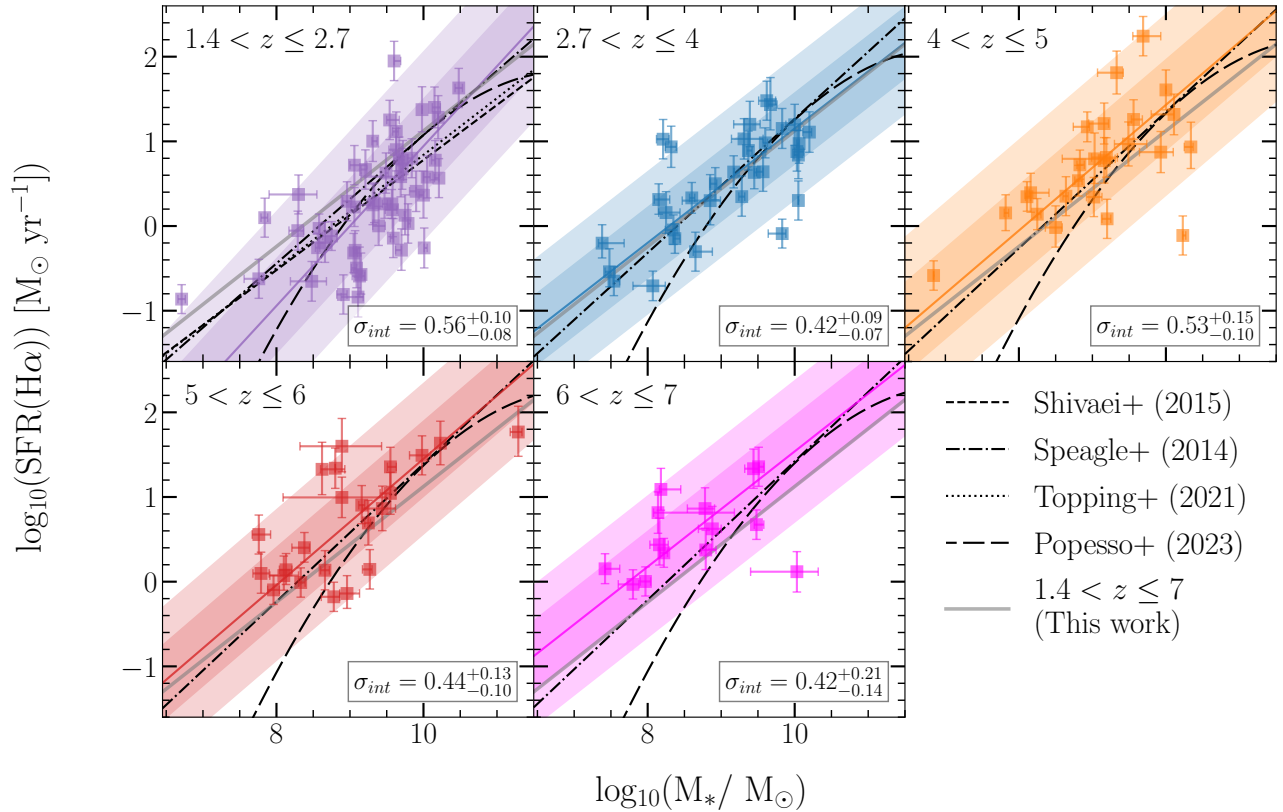 log₁₀(SFR(Hα)) [M⊙ yr⁻¹]
1.4 < z ≤ 2.7
2.7 < z ≤ 4
4 < z ≤ 5
2
1
0
−1
σ_int = 0.56^{+0.10}_{−0.08}
σ_int = 0.42^{+0.09}_{−0.07}
σ_int = 0.53^{+0.15}_{−0.10}
5 < z ≤ 6
6 < z ≤ 7
2
1
0
−1
σ_int = 0.44^{+0.13}_{−0.10}
σ_int = 0.42^{+0.21}_{−0.14}
8 10 8 10
Shivaei+ (2015)
Speagle+ (2014)
Topping+ (2021)
Popesso+ (2023)
1.4 < z ≤ 7
(This work)
log₁₀(M_*/ M⊙)